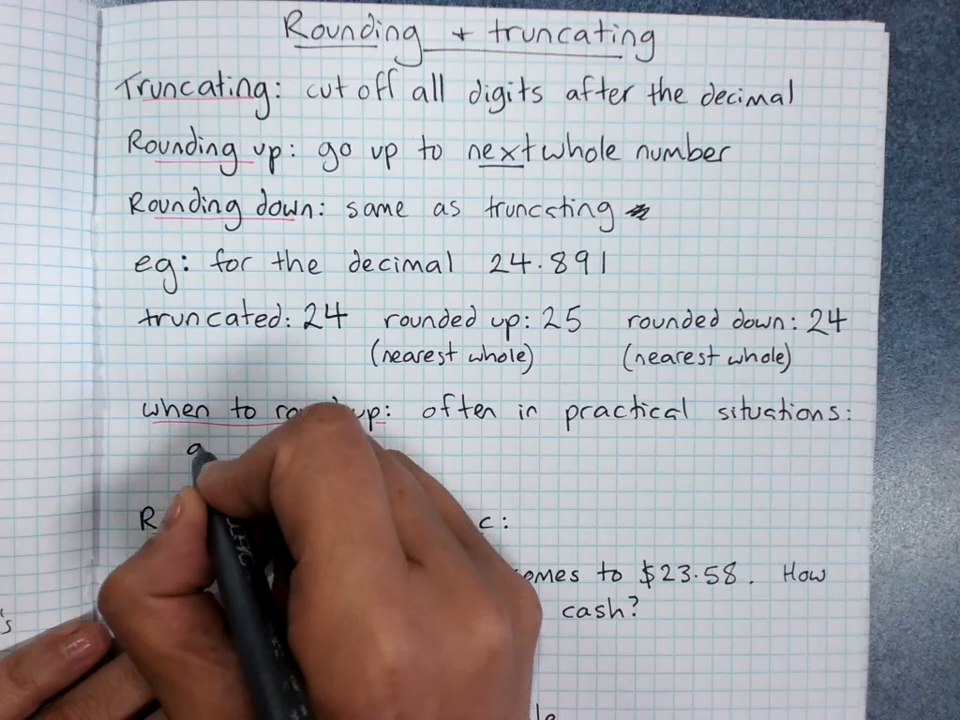 Rounding + truncating
Truncating: cut off all digits after the decimal
Rounding up: go up to next whole number
Rounding down: same as truncating
eg: for the decimal 24.891
truncated: 24 rounded up: 25 rounded down: 24
(nearest whole) (nearest whole)
when to up: often in practical situations:
to $23.58. How
cash?